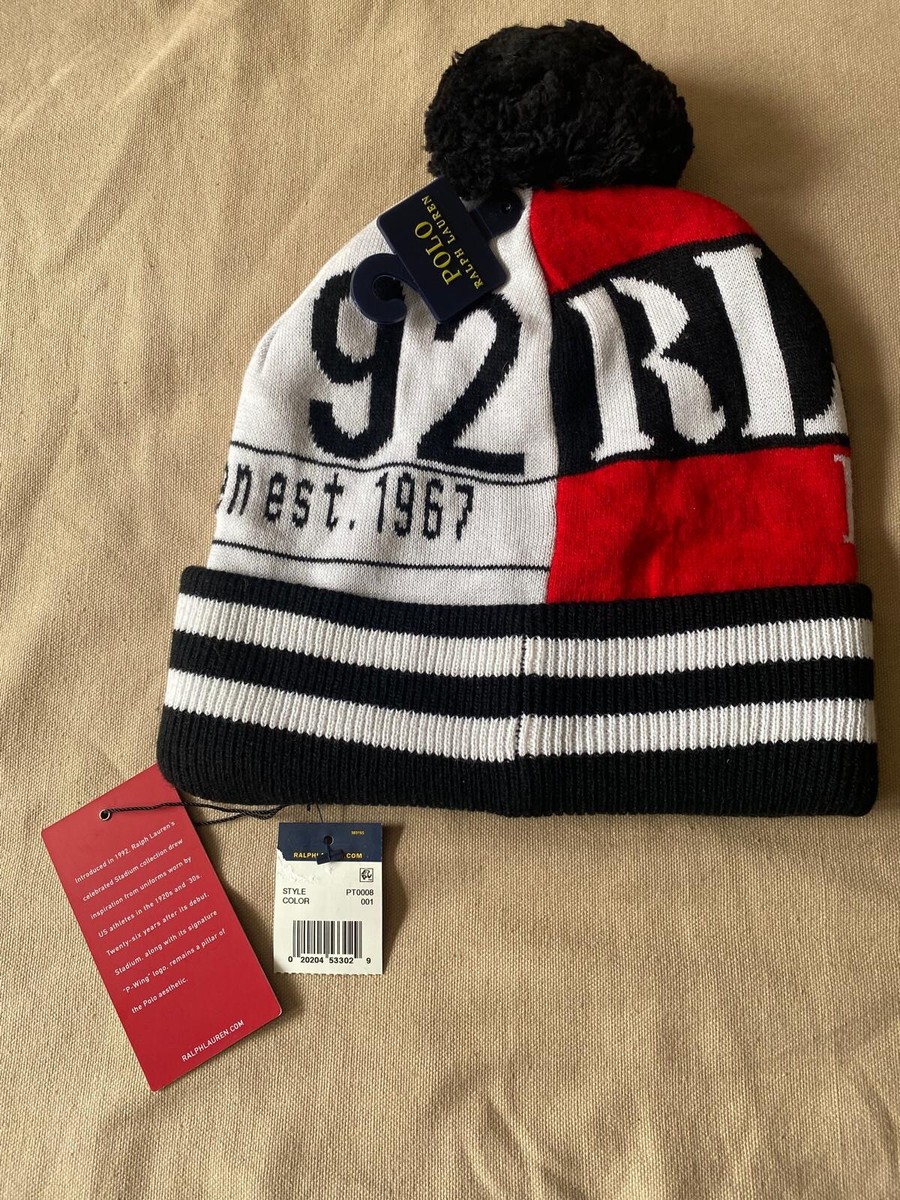 POLO
RALPH LAUREN
92
RL
n est. 1967
Introduced in 1992, Ralph Lauren's
celebrated Stadium collection drew
inspiration from uniforms worn by
US athletes in the 1920s and '30s.
Twenty-six years after its debut,
Stadium, along with its signature
"P-Wing" logo, remains a pillar of
the Polo aesthetic.
RALPHLAUREN.COM
RALPHL .COM
STYLE PT0008
COLOR 001
0 20204 53302 9